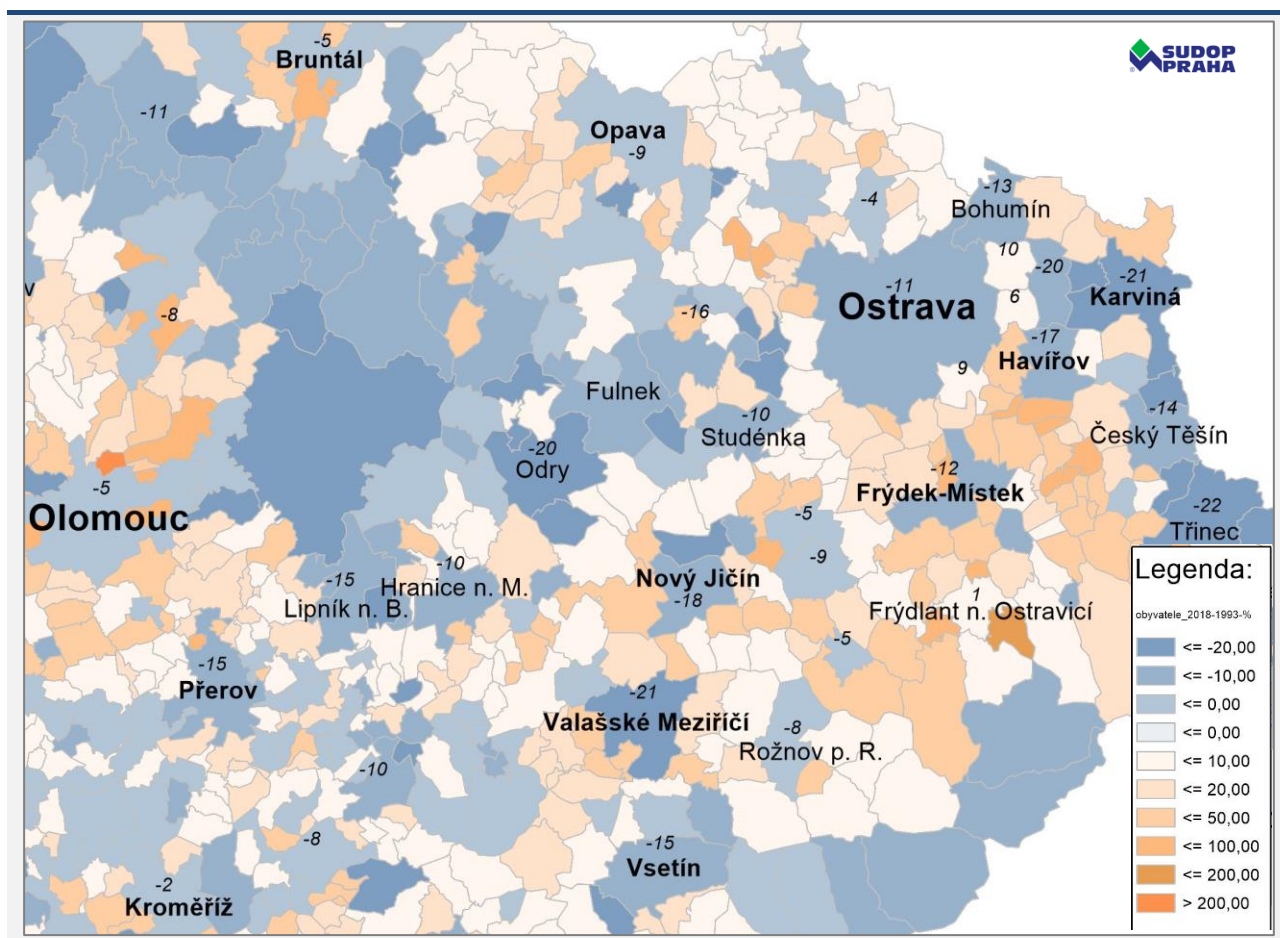 -5
Bruntál
SUDOP
PRAHA
®
-11
Opava
-9
-13
Bohumín
-4
10
-20
-21
Karviná
-11
Ostrava
6
v
-8
-16
-17
Havířov
9
Fulnek
-10
Studénka
-14
Český Těšín
-20
Odry
-12
Frýdek-Místek
-5
Olomouc
-5
-22
Třinec
-9
-15
Lipník n. B.
-10
Hranice n. M.
Nový Jičín
-18
1
Frýdlant n. Ostravicí
-5
-15
Přerov
-21
Valašské Meziříčí
-8
Rožnov p. R.
-10
-8
-15
Vsetín
-2
Kroměříž
Legenda:
obyvatele_2018-1993-%
<= -20,00
<= -10,00
<= 0,00
<= 0,00
<= 10,00
<= 20,00
<= 50,00
<= 100,00
<= 200,00
> 200,00